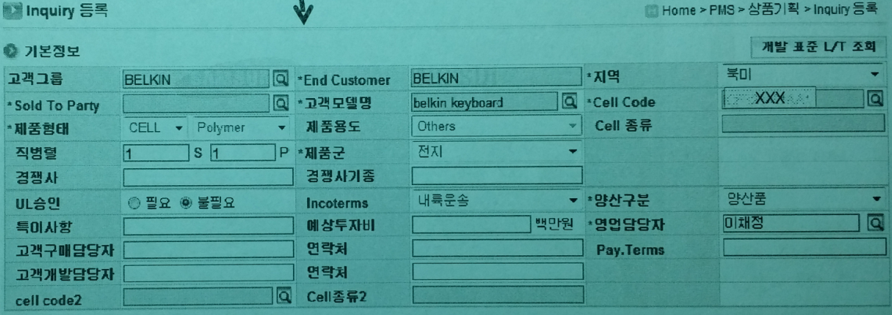 Inquiry 등록
Home > PMS > 상품기획 > Inquiry 등록
기본정보
개발 표준 L/T 조회
고객그룹 BELKIN *End Customer BELKIN *지역 북미
*Sold To Party *고객모델명 belkin keyboard *Cell Code XXX
*제품형태 CELL Polymer 제품용도 Others Cell 종류
직병렬 1 S 1 P *제품군 전지
경쟁사 경쟁사기종
UL승인 필요 불필요 Incoterms 내륙운송 *양산구분 양산품
특이사항 예상투자비 백만원 *영업담당자 미채정
고객구매담당자 연락처 Pay.Terms
고객개발담당자 연락처
cell code2 Cell종류2